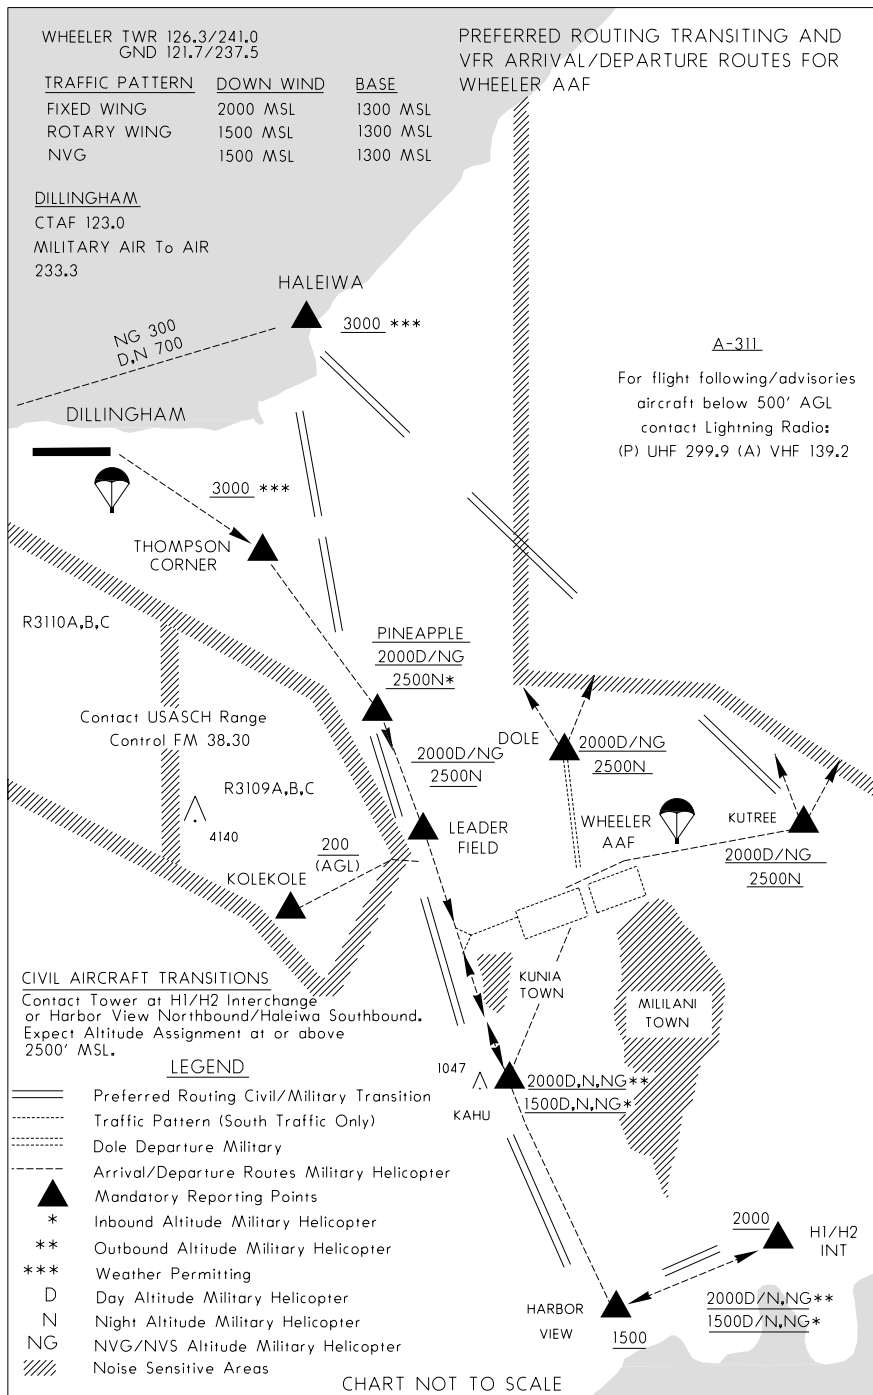 WHEELER TWR 126.3/241.0
GND 121.7/237.5
PREFERRED ROUTING TRANSITING AND
VFR ARRIVAL/DEPARTURE ROUTES FOR
WHEELER AAF
TRAFFIC PATTERN DOWN WIND BASE
FIXED WING 2000 MSL 1300 MSL
ROTARY WING 1500 MSL 1300 MSL
NVG 1500 MSL 1300 MSL
DILLINGHAM
CTAF 123.0
MILITARY AIR To AIR
233.3
HALEIWA
3000 ***
NG 300
D,N 700
A-311
For flight following/advisories
aircraft below 500' AGL
contact Lightning Radio:
(P) UHF 299.9 (A) VHF 139.2
DILLINGHAM
3000 ***
THOMPSON
CORNER
R3110A,B,C
PINEAPPLE
2000D/NG
2500N*
Contact USASCH Range
Control FM 38.30
DOLE
2000D/NG
2500N
2000D/NG
2500N
R3109A,B,C
4140
LEADER
FIELD
WHEELER
AAF
KUTREE
2000D/NG
2500N
200
(AGL)
KOLEKOLE
CIVIL AIRCRAFT TRANSITIONS
Contact Tower at H1/H2 Interchange
or Harbor View Northbound/Haleiwa Southbound.
Expect Altitude Assignment at or above
2500' MSL.
KUNIA
TOWN
MILILANI
TOWN
1047
KAHU
2000D,N,NG**
1500D,N,NG*
LEGEND
Preferred Routing Civil/Military Transition
Traffic Pattern (South Traffic Only)
Dole Departure Military
Arrival/Departure Routes Military Helicopter
Mandatory Reporting Points
* Inbound Altitude Military Helicopter
** Outbound Altitude Military Helicopter
*** Weather Permitting
D Day Altitude Military Helicopter
N Night Altitude Military Helicopter
NG NVG/NVS Altitude Military Helicopter
Noise Sensitive Areas
2000
H1/H2
INT
HARBOR
VIEW
1500
2000D/N,NG**
1500D/N,NG*
CHART NOT TO SCALE